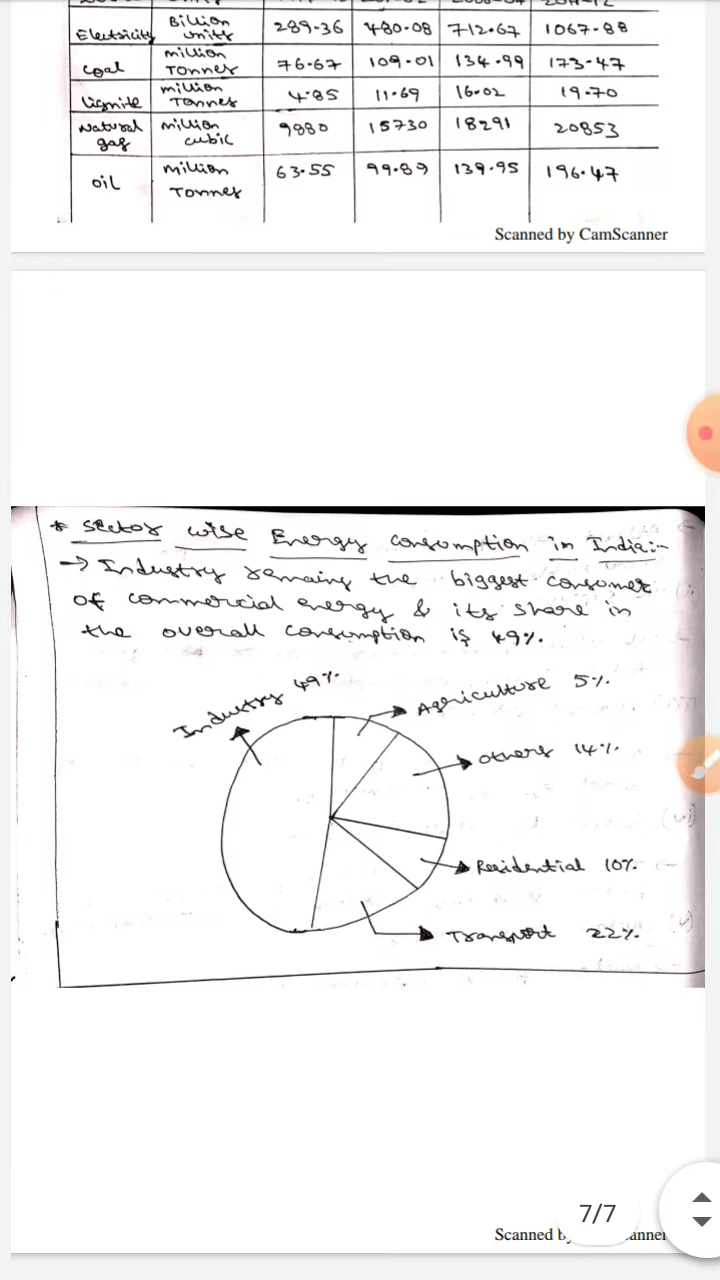 Electricity Billion units 289.36 480.08 712.67 1067.88
coal million Tonnes 76.67 109.01 134.99 173.47
Lignite million Tonnes 4.85 11.69 16.02 19.70
Natural gas million cubic 9880 15730 18291 20853
oil million Tonnes 63.55 99.89 139.95 196.47
Scanned by CamScanner
* Sector wise Energy consumption in India:-
→ Industry remains the biggest consumer
of commercial energy & its share in
the overall consumption is 49%.
Industry 49%
Agriculture 5%
others 14%
Residential 10%
Transport 22%
7/7
Scanned by